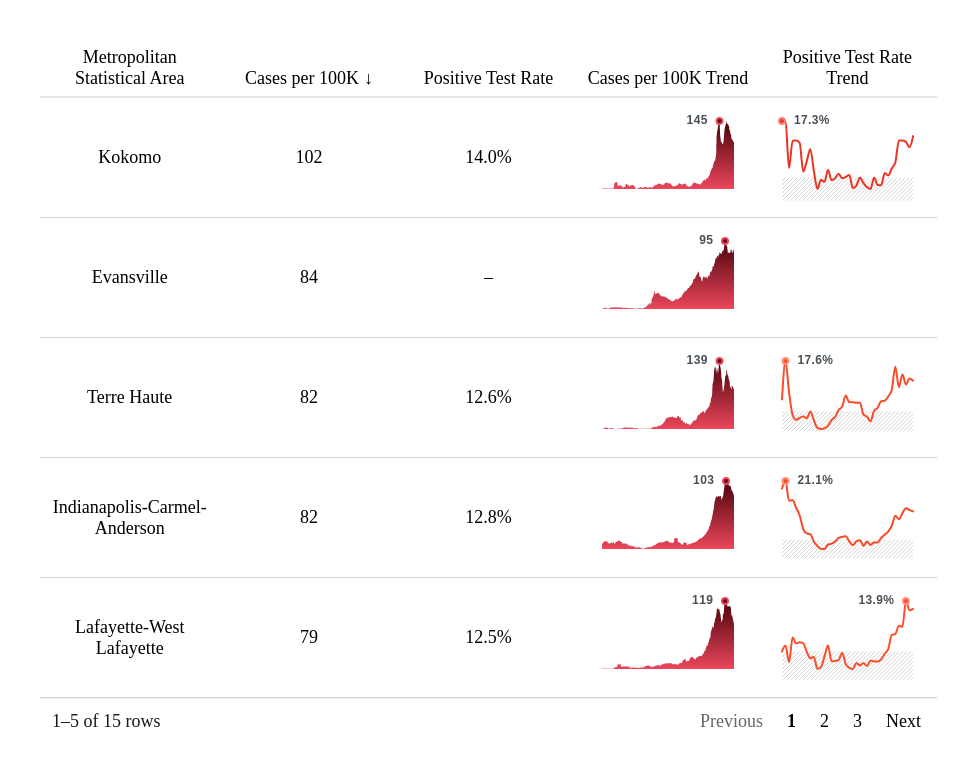 Metropolitan
Statistical Area
Cases per 100K ↓
Positive Test Rate
Cases per 100K Trend
Positive Test Rate
Trend
Kokomo
102
14.0%
145
17.3%
Evansville
84
–
95
Terre Haute
82
12.6%
139
17.6%
Indianapolis-Carmel-
Anderson
82
12.8%
103
21.1%
Lafayette-West
Lafayette
79
12.5%
119
13.9%
1–5 of 15 rows
Previous 1 2 3 Next